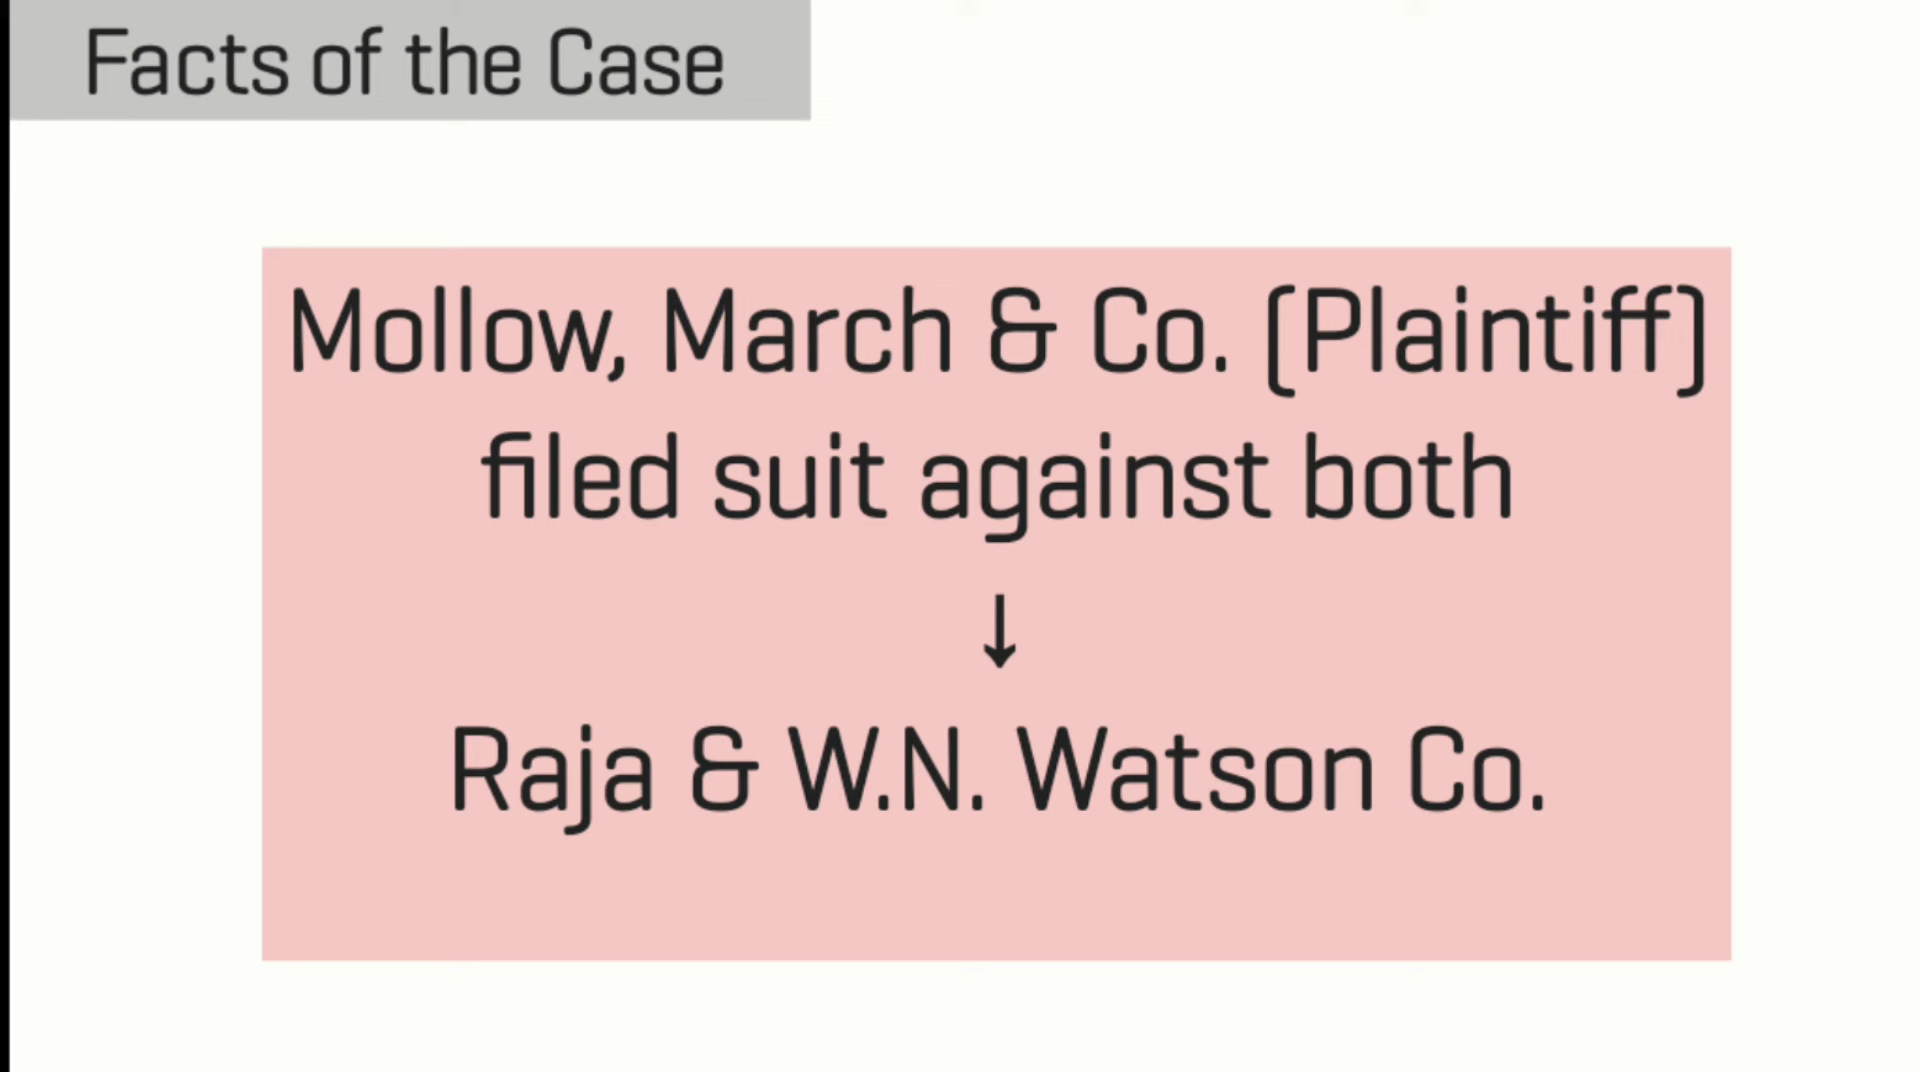 Facts of the Case
Mollow, March & Co. (Plaintiff)
filed suit against both
↓
Raja & W.N. Watson Co.